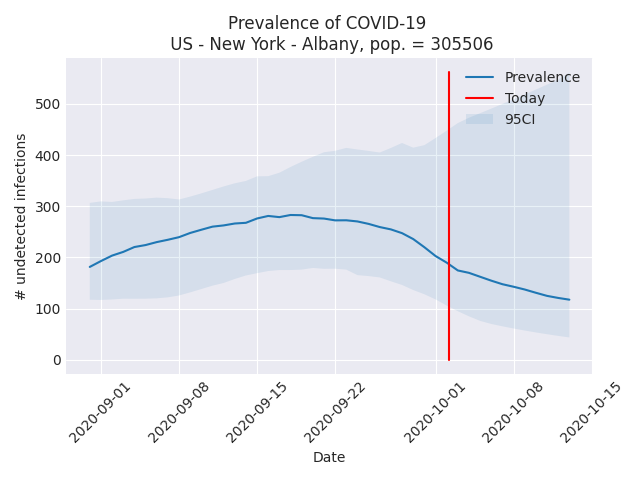 Prevalence of COVID-19
US - New York - Albany, pop. = 305506
Prevalence
Today
95CI
500
400
300
200
100
0
# undetected infections
2020-09-01
2020-09-08
2020-09-15
2020-09-22
2020-10-01
2020-10-08
2020-10-15
Date